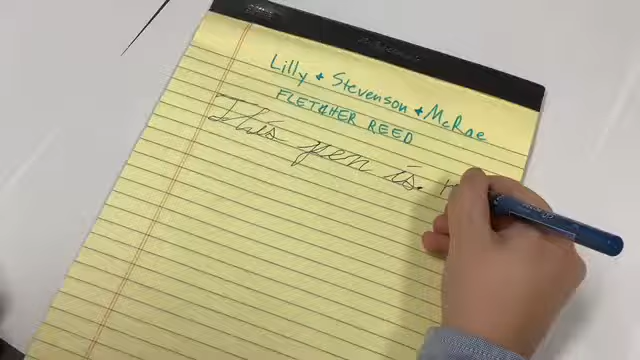 Lilly + Stevenson + McRae
FLETCHER REED
This pen is.